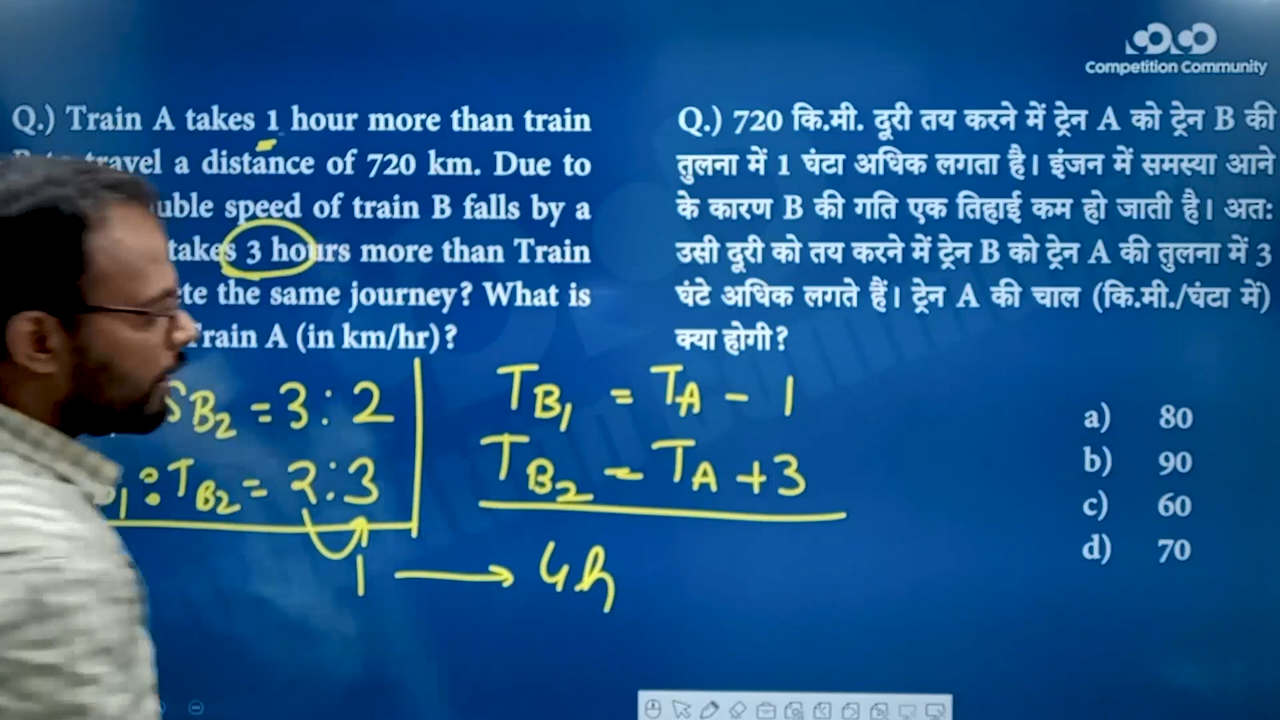 Competition Community
Q.) Train A takes 1 hour more than train
travel a distance of 720 km. Due to
speed of train B falls by a
takes 3 hours more than Train
the same journey? What is
Train A (in km/hr)?
Q.) 720 कि.मी. दूरी तय करने में ट्रेन A को ट्रेन B की
तुलना में 1 घंटा अधिक लगता है। इंजन में समस्या आने
के कारण B की गति एक तिहाई कम हो जाती है। अत:
उसी दूरी को तय करने में ट्रेन B को ट्रेन A की तुलना में 3
घंटे अधिक लगते हैं। ट्रेन A की चाल (कि.मी./घंटा में)
क्या होगी?
a) 80
b) 90
c) 60
d) 70
SB2 = 3 : 2
: TB2 = 2 : 3
1 → 4h
TB1 = TA - 1
TB2 = TA + 3